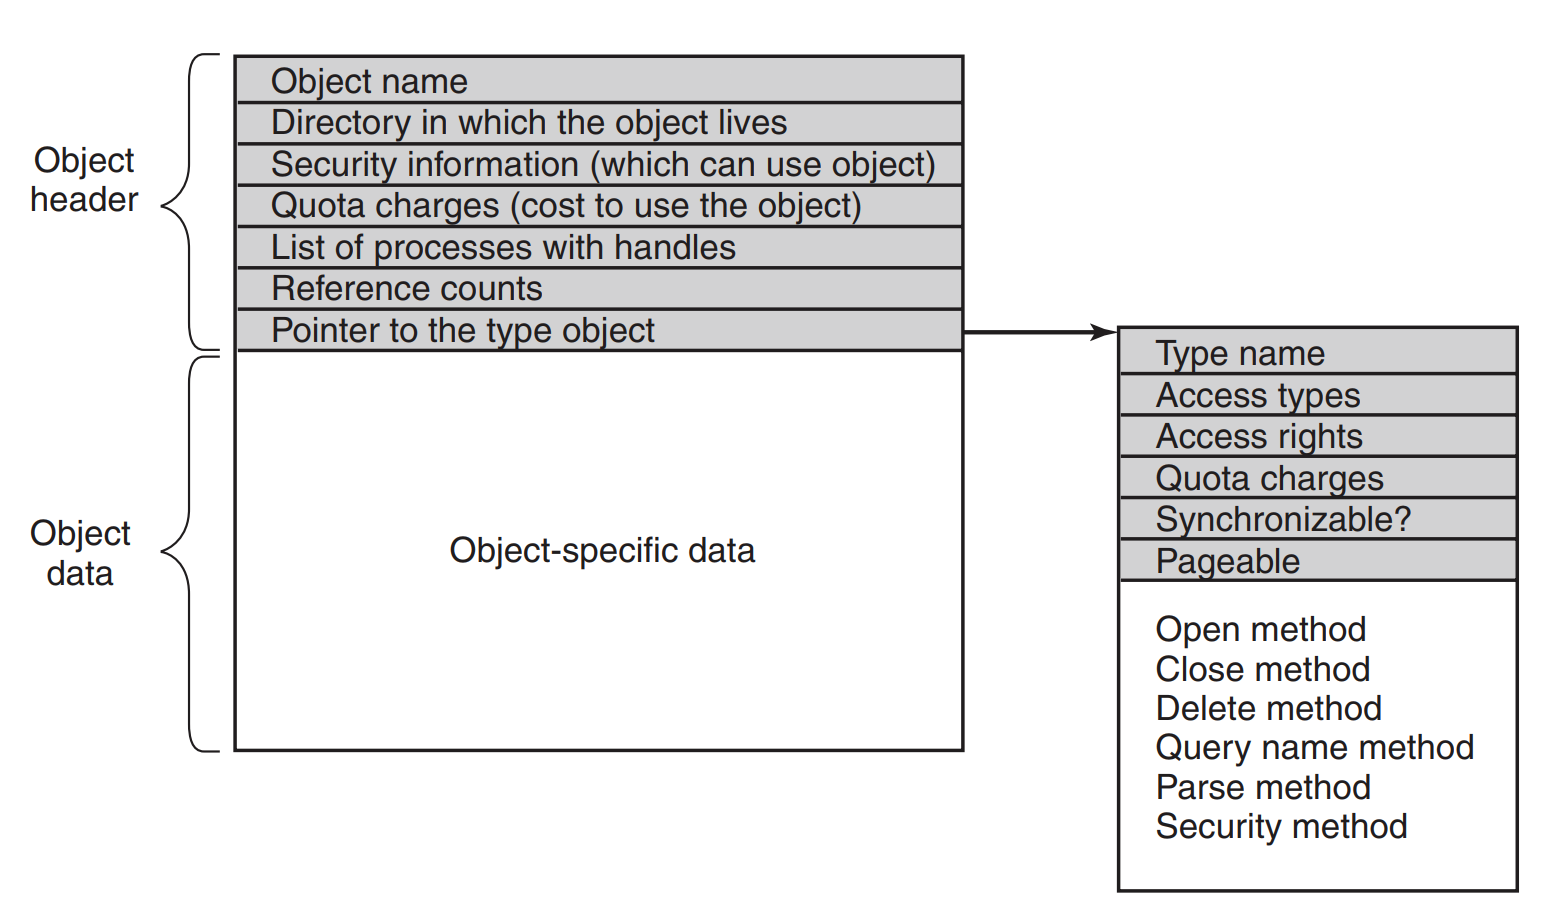 Object
header
Object name
Directory in which the object lives
Security information (which can use object)
Quota charges (cost to use the object)
List of processes with handles
Reference counts
Pointer to the type object
Object
data
Object-specific data
Type name
Access types
Access rights
Quota charges
Synchronizable?
Pageable
Open method
Close method
Delete method
Query name method
Parse method
Security method